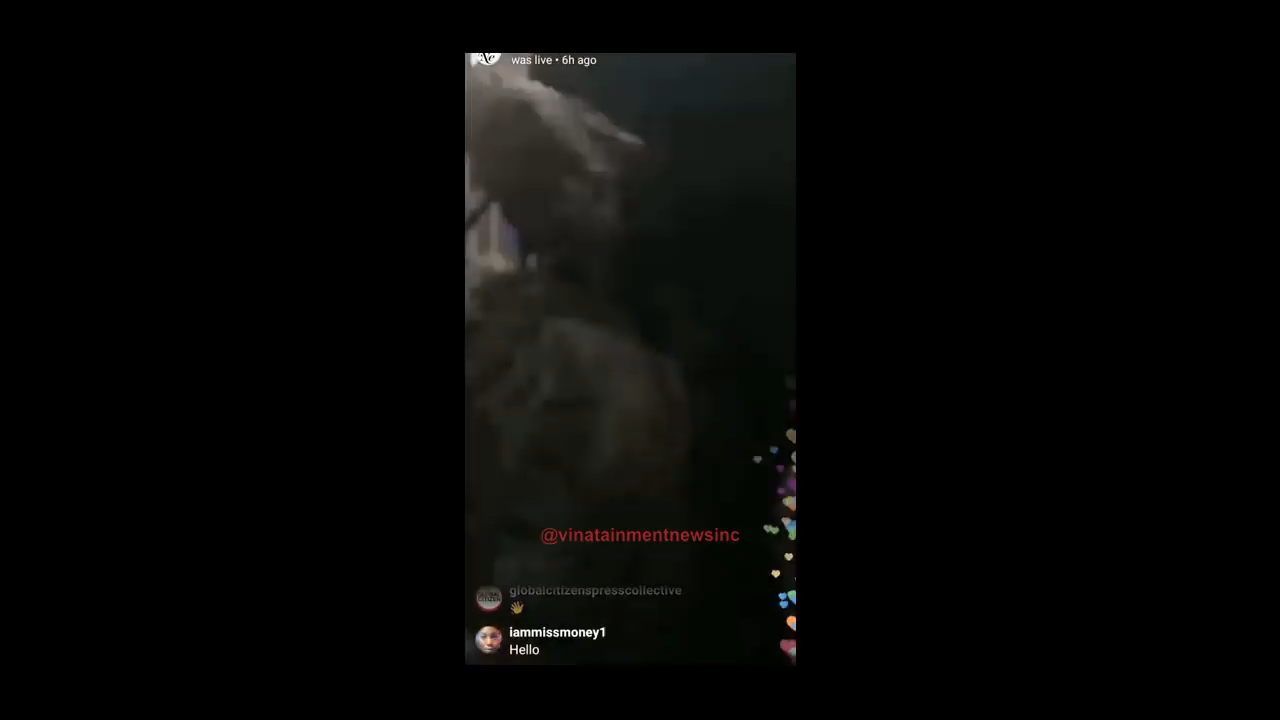 was live • 6h ago
@vinatainmentnewsinc
globalcitizenspresscollective
👋
iammissmoney1
Hello